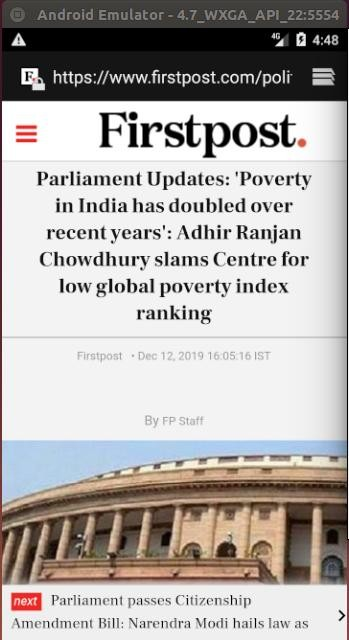 Android Emulator - 4.7_WXGA_API_22:5554
4G 4:48
https://www.firstpost.com/poli
Firstpost.
Parliament Updates: 'Poverty
in India has doubled over
recent years': Adhir Ranjan
Chowdhury slams Centre for
low global poverty index
ranking
Firstpost • Dec 12, 2019 16:05:16 IST
By FP Staff
next Parliament passes Citizenship
Amendment Bill: Narendra Modi hails law as